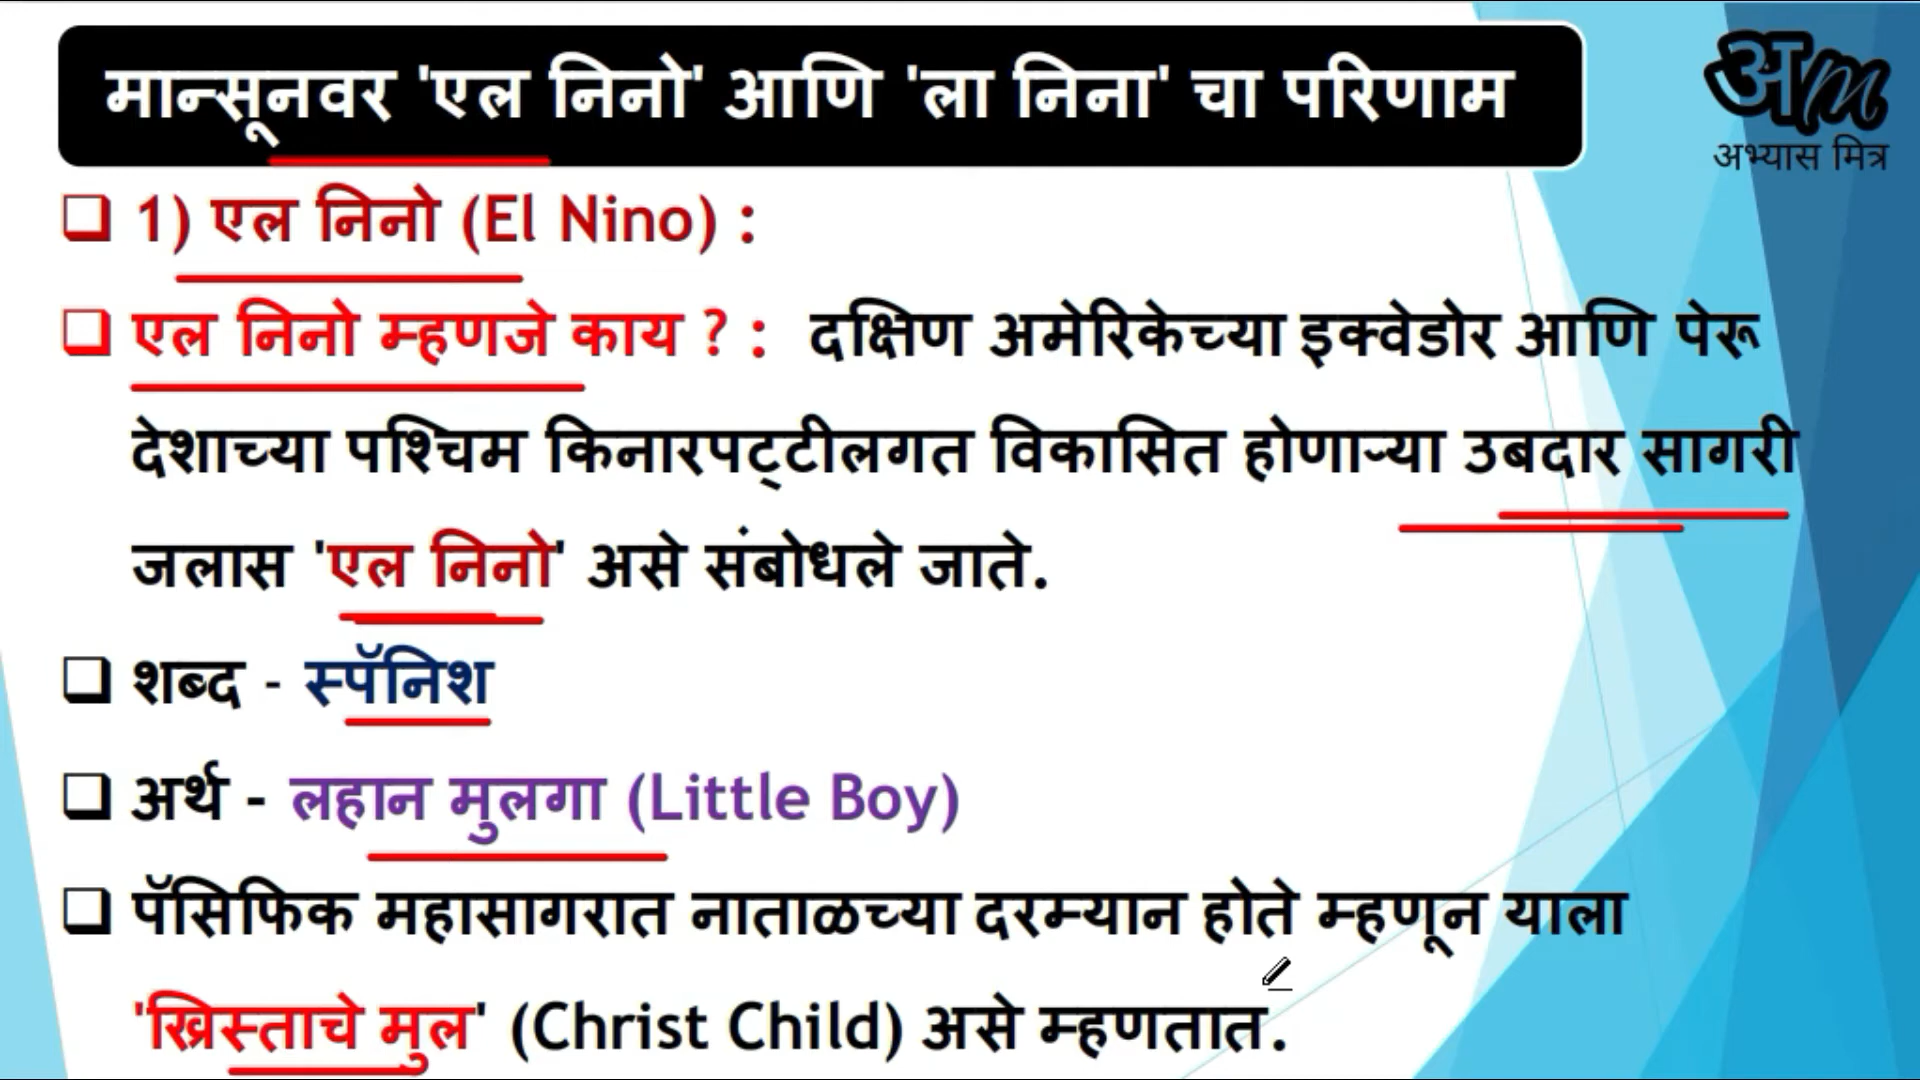 मान्सूनवर 'एल निनो' आणि 'ला निना' चा परिणाम
अm
अभ्यास मित्र
1) एल निनो (El Nino) :
एल निनो म्हणजे काय ? : दक्षिण अमेरिकेच्या इक्वेडोर आणि पेरू
देशाच्या पश्चिम किनारपट्टीलगत विकासित होणाऱ्या उबदार सागरी
जलास 'एल निनो' असे संबोधले जाते.
शब्द - स्पॅनिश
अर्थ - लहान मुलगा (Little Boy)
पॅसिफिक महासागरात नाताळच्या दरम्यान होते म्हणून याला
'ख्रिस्ताचे मुल' (Christ Child) असे म्हणतात.